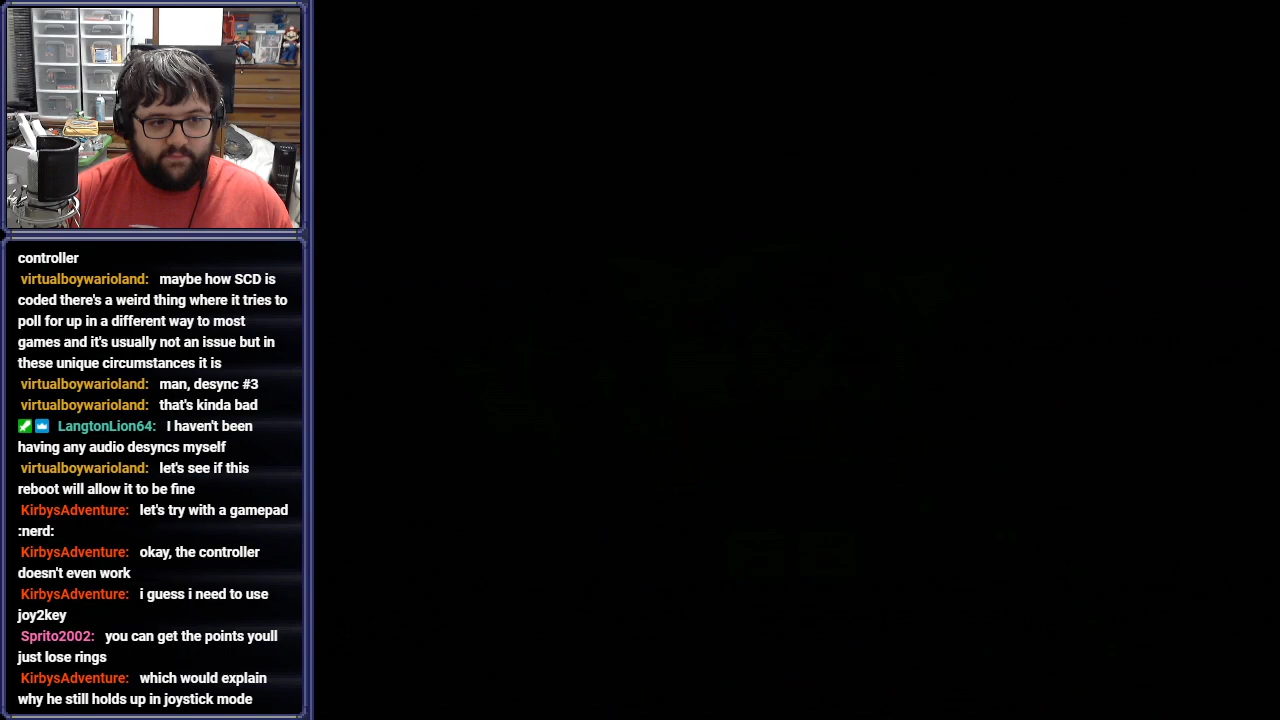 controller
virtualboywarioland: maybe how SCD is
coded there's a weird thing where it tries to
poll for up in a different way to most
games and it's usually not an issue but in
these unique circumstances it is
virtualboywarioland: man, desync #3
virtualboywarioland: that's kinda bad
LangtonLion64: I haven't been
having any audio desyncs myself
virtualboywarioland: let's see if this
reboot will allow it to be fine
KirbysAdventure: let's try with a gamepad
:nerd:
KirbysAdventure: okay, the controller
doesn't even work
KirbysAdventure: i guess i need to use
joy2key
Sprito2002: you can get the points youll
just lose rings
KirbysAdventure: which would explain
why he still holds up in joystick mode